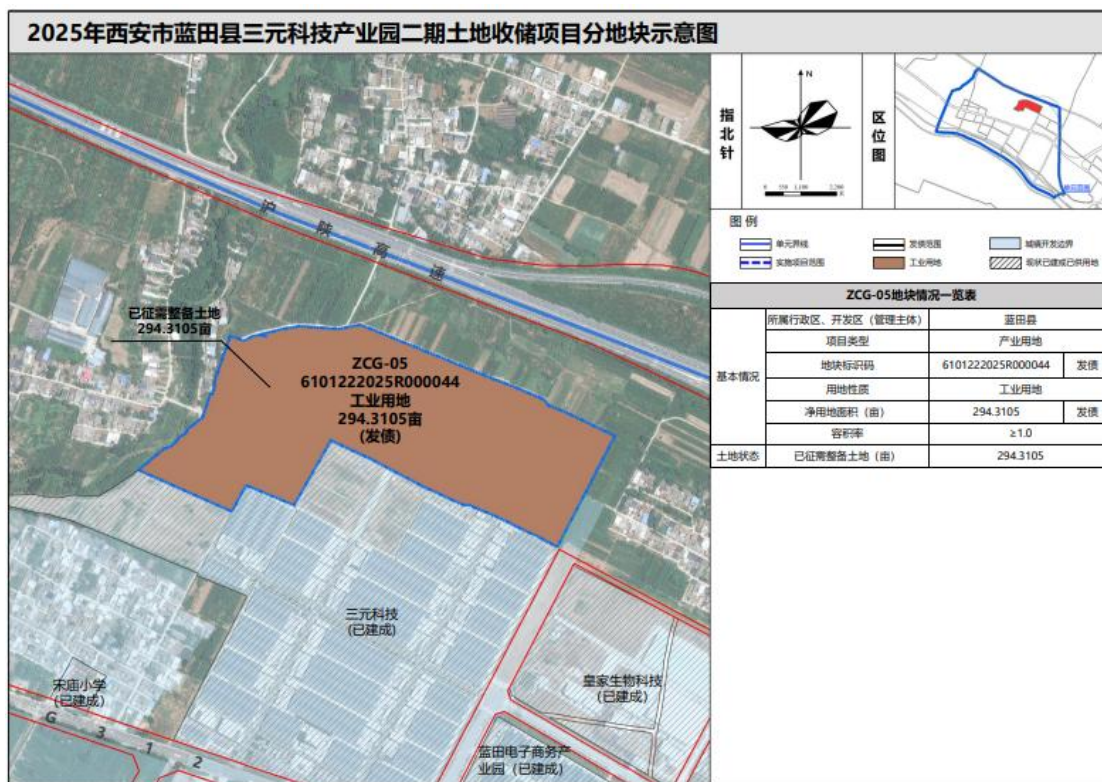 2025年西安市蓝田县三元科技产业园二期土地收储项目分地块示意图
沪陕高速
已征需整备土地
294.3105亩
ZCG-05
6101222025R000044
工业用地
294.3105亩
(发债)
三元科技
(已建成)
宋庙小学
(已建成)
G312
皇家生物科技
(已建成)
蓝田电子商务产
业园（已建成）
指北针
N
区位图
图 例
单元界线
发债范围
城镇开发边界
实施项目范围
工业用地
现状已建成已供用地
ZCG-05地块情况一览表
基本情况
所属行政区、开发区（管理主体） 蓝田县
项目类型 产业用地
地块标识码 6101222025R000044 发债
用地性质 工业用地
净用地面积（亩） 294.3105 发债
容积率 ≥1.0
土地状态 已征需整备土地（亩） 294.3105